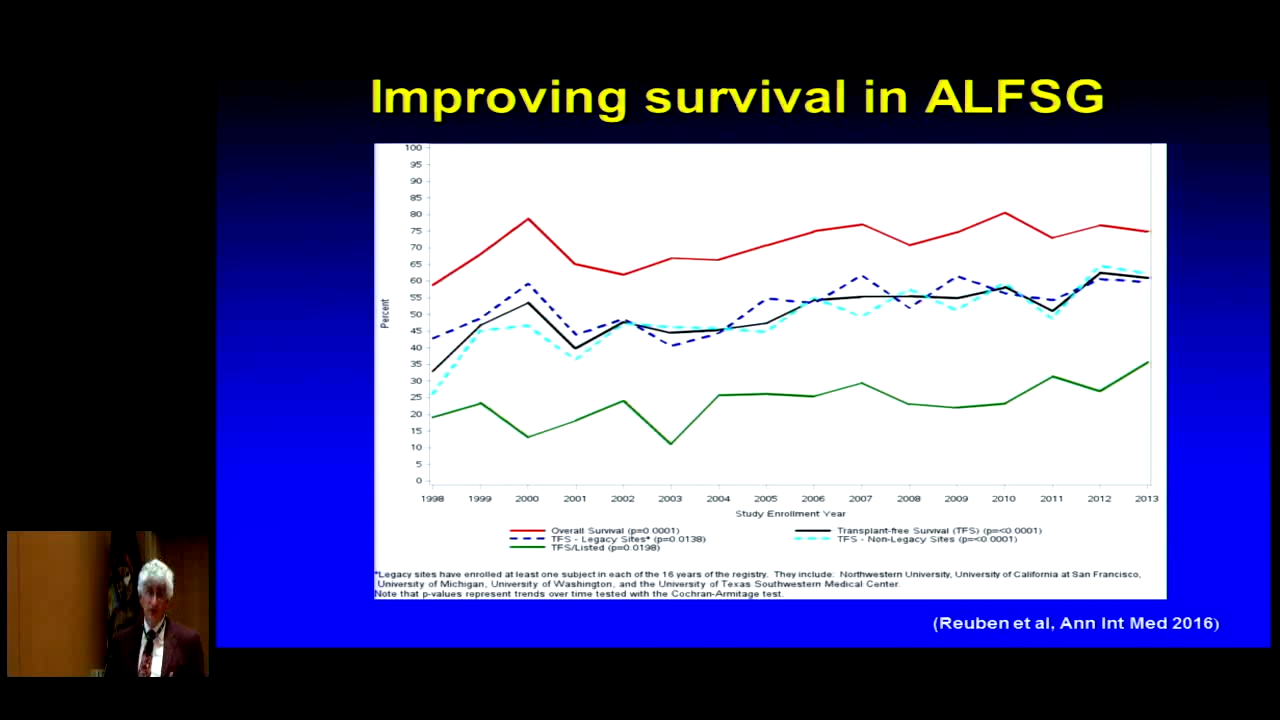 Improving survival in ALFSG
100
95
90
85
80
75
70
65
60
55
50
45
40
35
30
25
20
15
10
5
0
Percent
1998 1999 2000 2001 2002 2003 2004 2005 2006 2007 2008 2009 2010 2011 2012 2013
Study Enrollment Year
Overall Survival (p=0.0001) Transplant-free Survival (TFS) (p=<0.0001)
TFS - Legacy Sites* (p=0.0138) TFS - Non-Legacy Sites (p=<0.0001)
TFS/Listed (p=0.0198)
*Legacy sites have enrolled at least one subject in each of the 16 years of the registry. They include: Northwestern University, University of California at San Francisco,
University of Michigan, University of Washington, and the University of Texas Southwestern Medical Center.
Note that p-values represent trends over time tested with the Cochran-Armitage test.
(Reuben et al, Ann Int Med 2016)